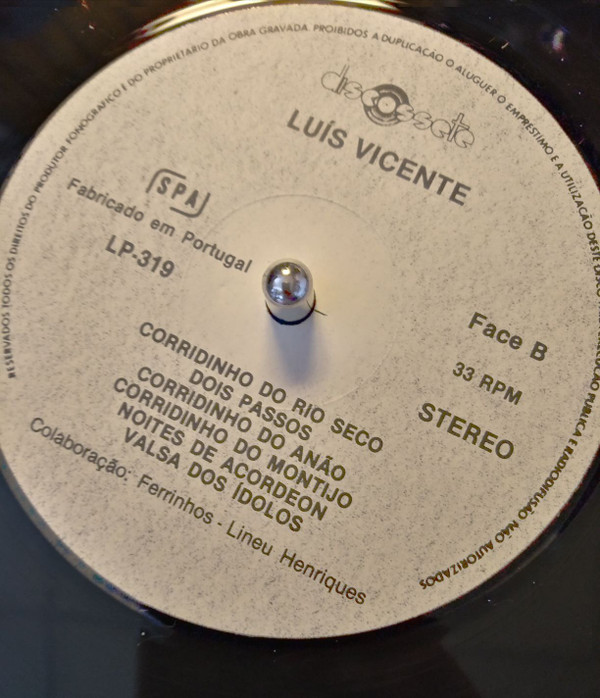 RESERVADOS TODOS OS DIREITOS DO PRODUTOR FONOGRÁFICO E DO PROPRIETÁRIO DA OBRA GRAVADA. PROIBIDOS A DUPLICAÇÃO O ALUGUER O EMPRÉSTIMO E A UTILIZAÇÃO DESTE DISCO PÚBLICA E RADIODIFUSÃO NÃO AUTORIZADOS
discossete
LUÍS VICENTE
SPA
Fabricado em Portugal
LP-319
Face B
33 RPM
STEREO
CORRIDINHO DO RIO SECO
DOIS PASSOS
CORRIDINHO DO ANÃO
CORRIDINHO DO MONTIJO
NOITES DE ACORDEON
VALSA DOS ÍDOLOS
Colaboração: Ferrinhos - Lineu Henriques